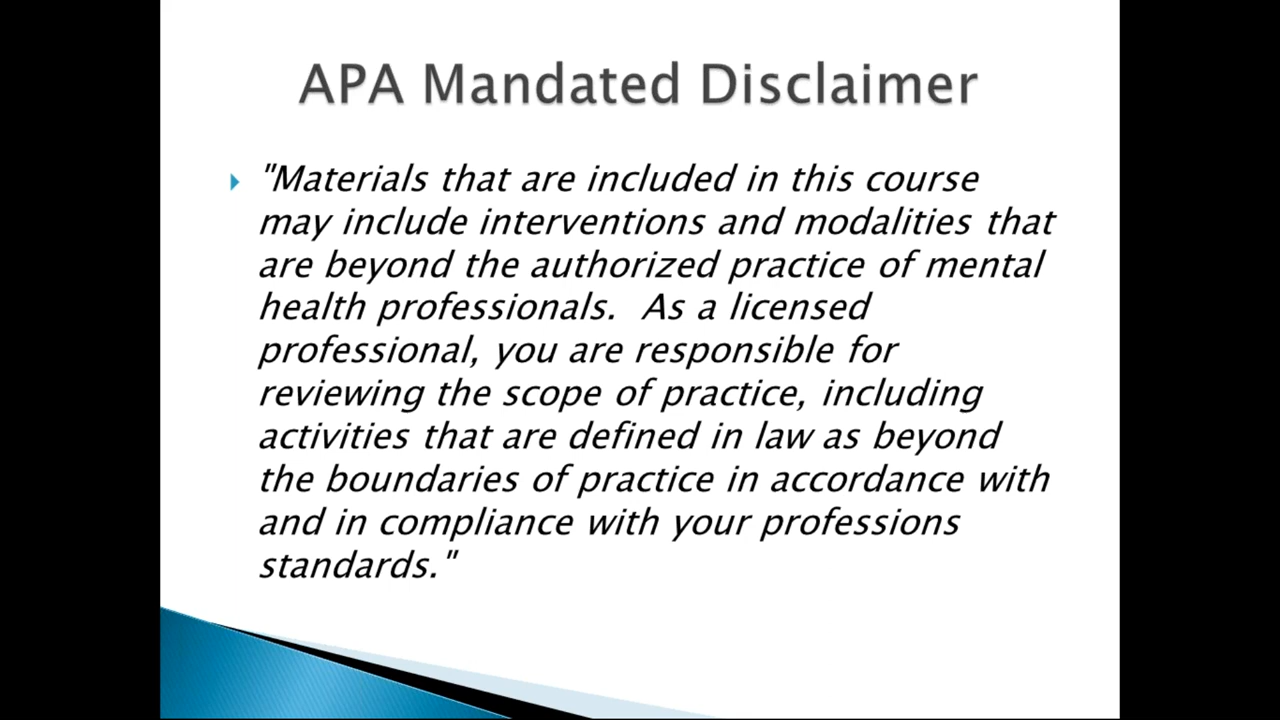 APA Mandated Disclaimer
"Materials that are included in this course
may include interventions and modalities that
are beyond the authorized practice of mental
health professionals.  As a licensed
professional, you are responsible for
reviewing the scope of practice, including
activities that are defined in law as beyond
the boundaries of practice in accordance with
and in compliance with your professions
standards."